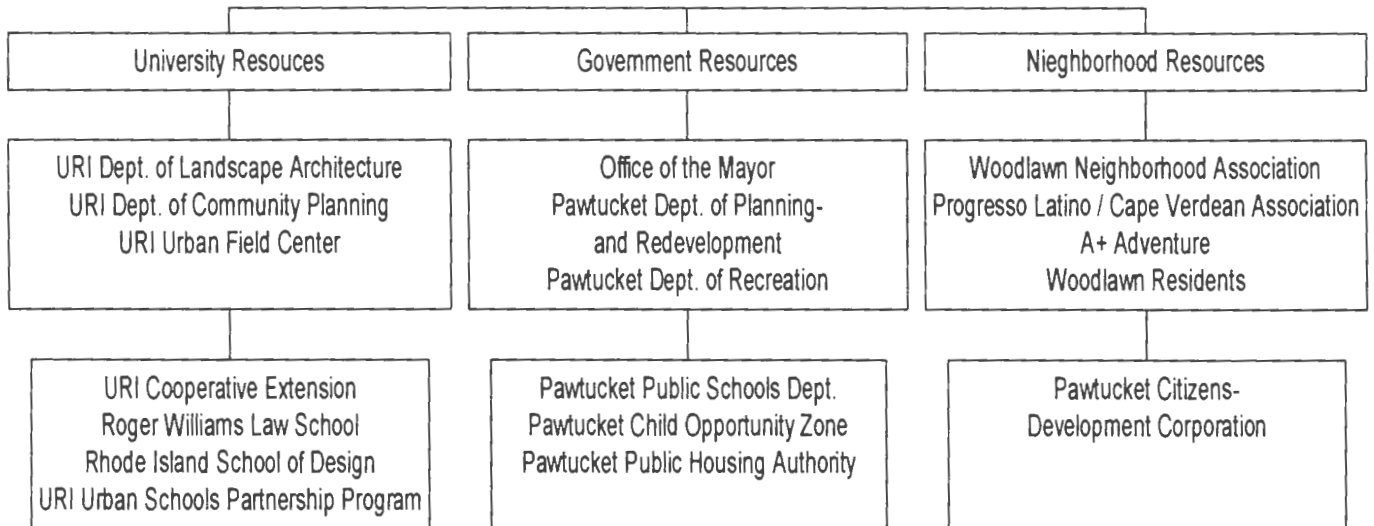 University Resouces
Government Resources
Nieghborhood Resources
URI Dept. of Landscape Architecture
URI Dept. of Community Planning
URI Urban Field Center
Office of the Mayor
Pawtucket Dept. of Planning-
and Redevelopment
Pawtucket Dept. of Recreation
Woodlawn Neighborhood Association
Progresso Latino / Cape Verdean Association
A+ Adventure
Woodlawn Residents
URI Cooperative Extension
Roger Williams Law School
Rhode Island School of Design
URI Urban Schools Partnership Program
Pawtucket Public Schools Dept.
Pawtucket Child Opportunity Zone
Pawtucket Public Housing Authority
Pawtucket Citizens-
Development Corporation